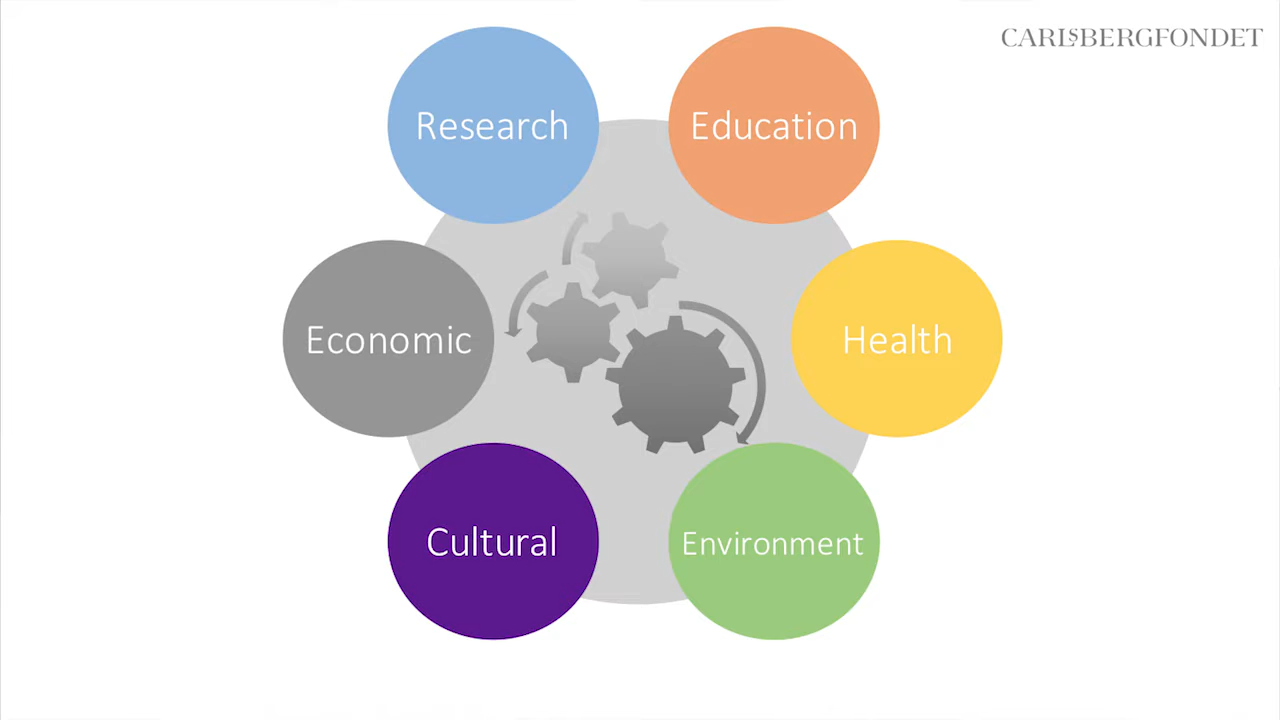 CARLSBERGFONDET
Research
Education
Economic
Health
Cultural
Environment